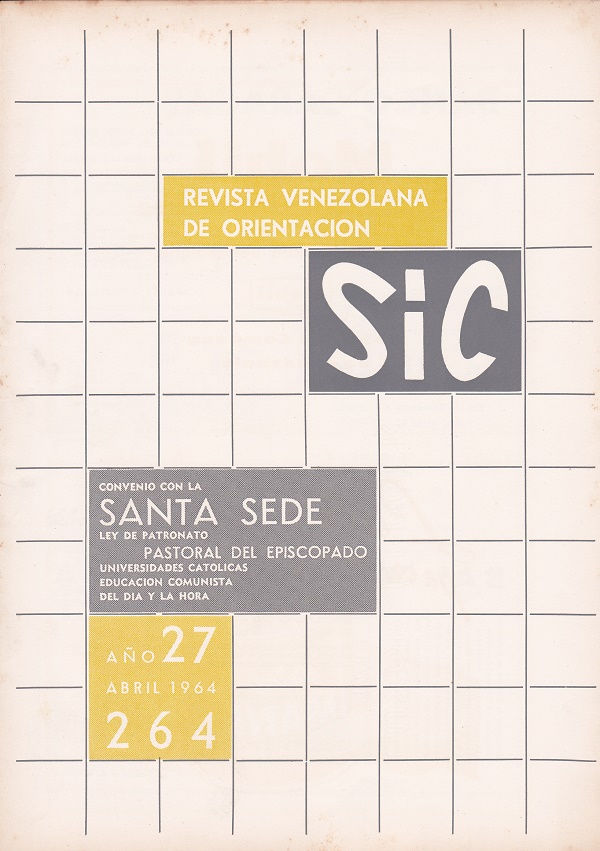 REVISTA VENEZOLANA
DE ORIENTACION
SiC
CONVENIO CON LA
SANTA SEDE
LEY DE PATRONATO
PASTORAL DEL EPISCOPADO
UNIVERSIDADES CATOLICAS
EDUCACION COMUNISTA
DEL DIA Y LA HORA
AÑO 27
ABRIL 1964
264